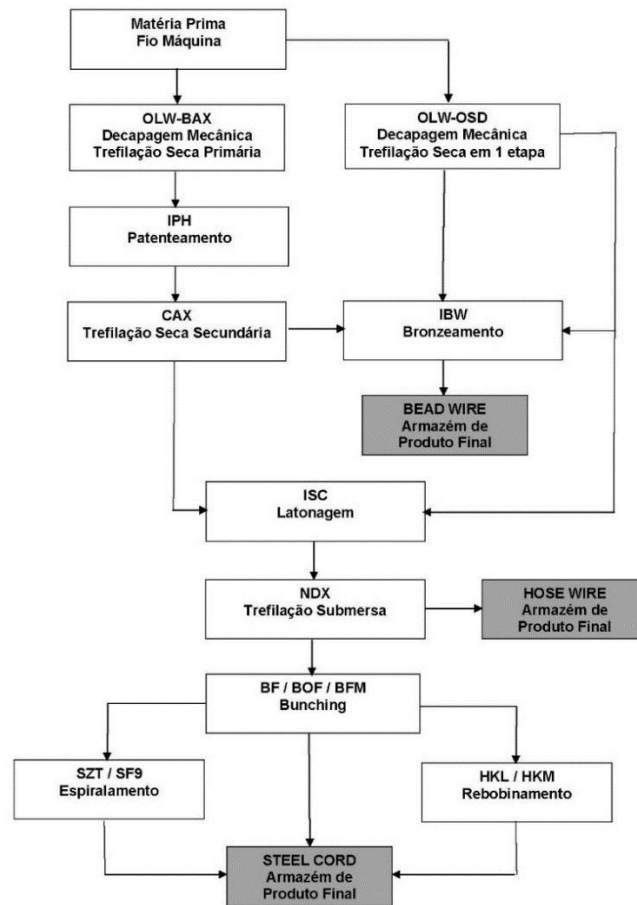 Matéria Prima
Fio Máquina
OLW-BAX
Decapagem Mecânica
Trefilação Seca Primária
OLW-OSD
Decapagem Mecânica
Trefilação Seca em 1 etapa
IPH
Patenteamento
CAX
Trefilação Seca Secundária
IBW
Bronzeamento
BEAD WIRE
Armazém de
Produto Final
ISC
Latonagem
NDX
Trefilação Submersa
HOSE WIRE
Armazém de
Produto Final
BF / BOF / BFM
Bunching
SZT / SF9
Espiralamento
HKL / HKM
Rebobinamento
STEEL CORD
Armazém de
Produto Final